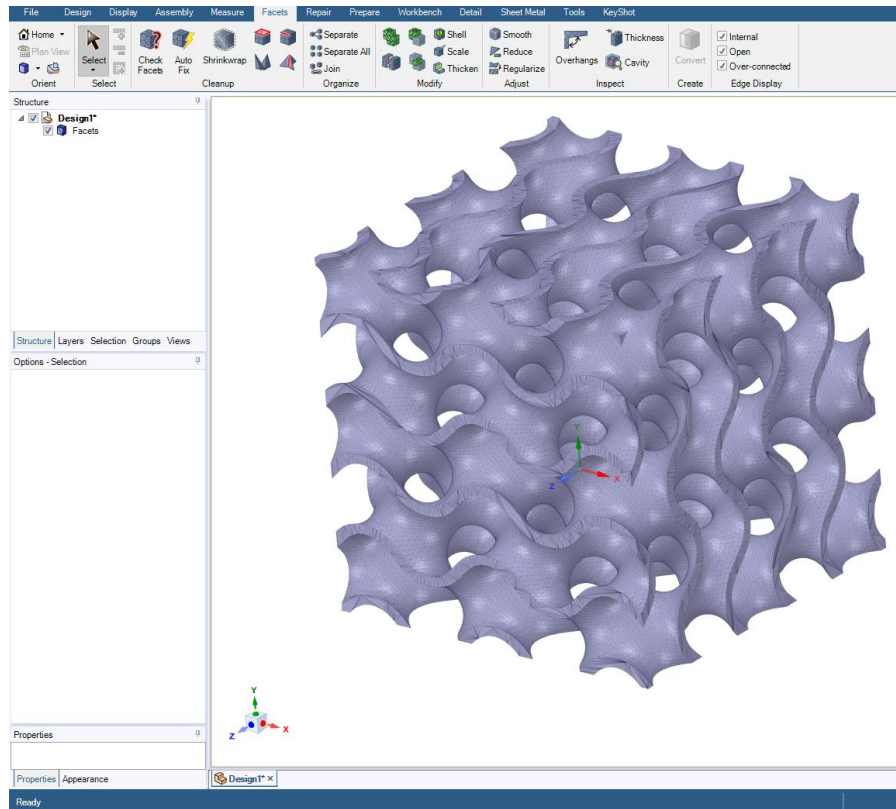 File Design Display Assembly Measure Facets Repair Prepare Workbench Detail Sheet Metal Tools KeyShot
Home
Plan View
Select
Check Facets
Auto Fix
Shrinkwrap
Separate
Separate All
Join
Shell
Scale
Thicken
Smooth
Reduce
Regularize
Overhangs
Thickness
Cavity
Convert
Internal
Open
Over-connected
Orient Select Cleanup Organize Modify Adjust Inspect Create Edge Display
Structure
Design1*
Facets
Structure Layers Selection Groups Views
Options - Selection
Y
X
Z
Y
X
Z
Properties
Properties Appearance
Design1* ×
Ready